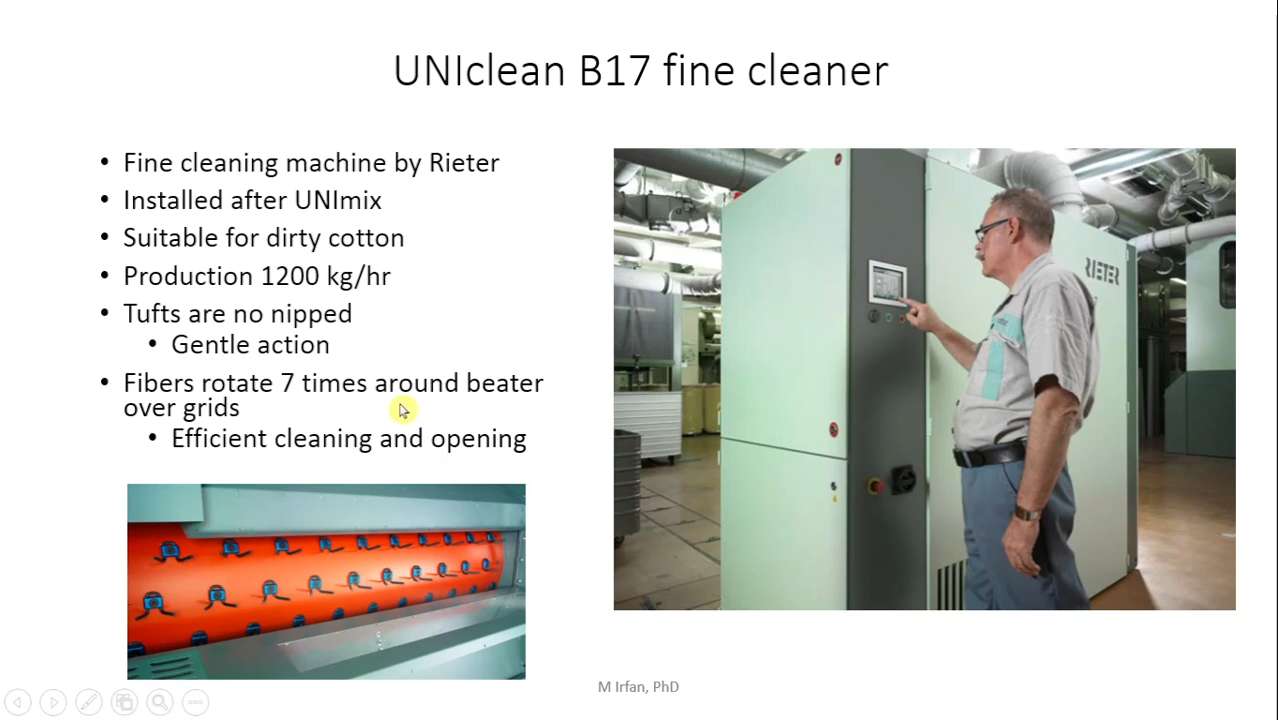 UNIclean B17 fine cleaner
• Fine cleaning machine by Rieter
• Installed after UNImix
• Suitable for dirty cotton
• Production 1200 kg/hr
• Tufts are no nipped
• Gentle action
• Fibers rotate 7 times around beater
over grids
• Efficient cleaning and opening
RIETER
M Irfan, PhD